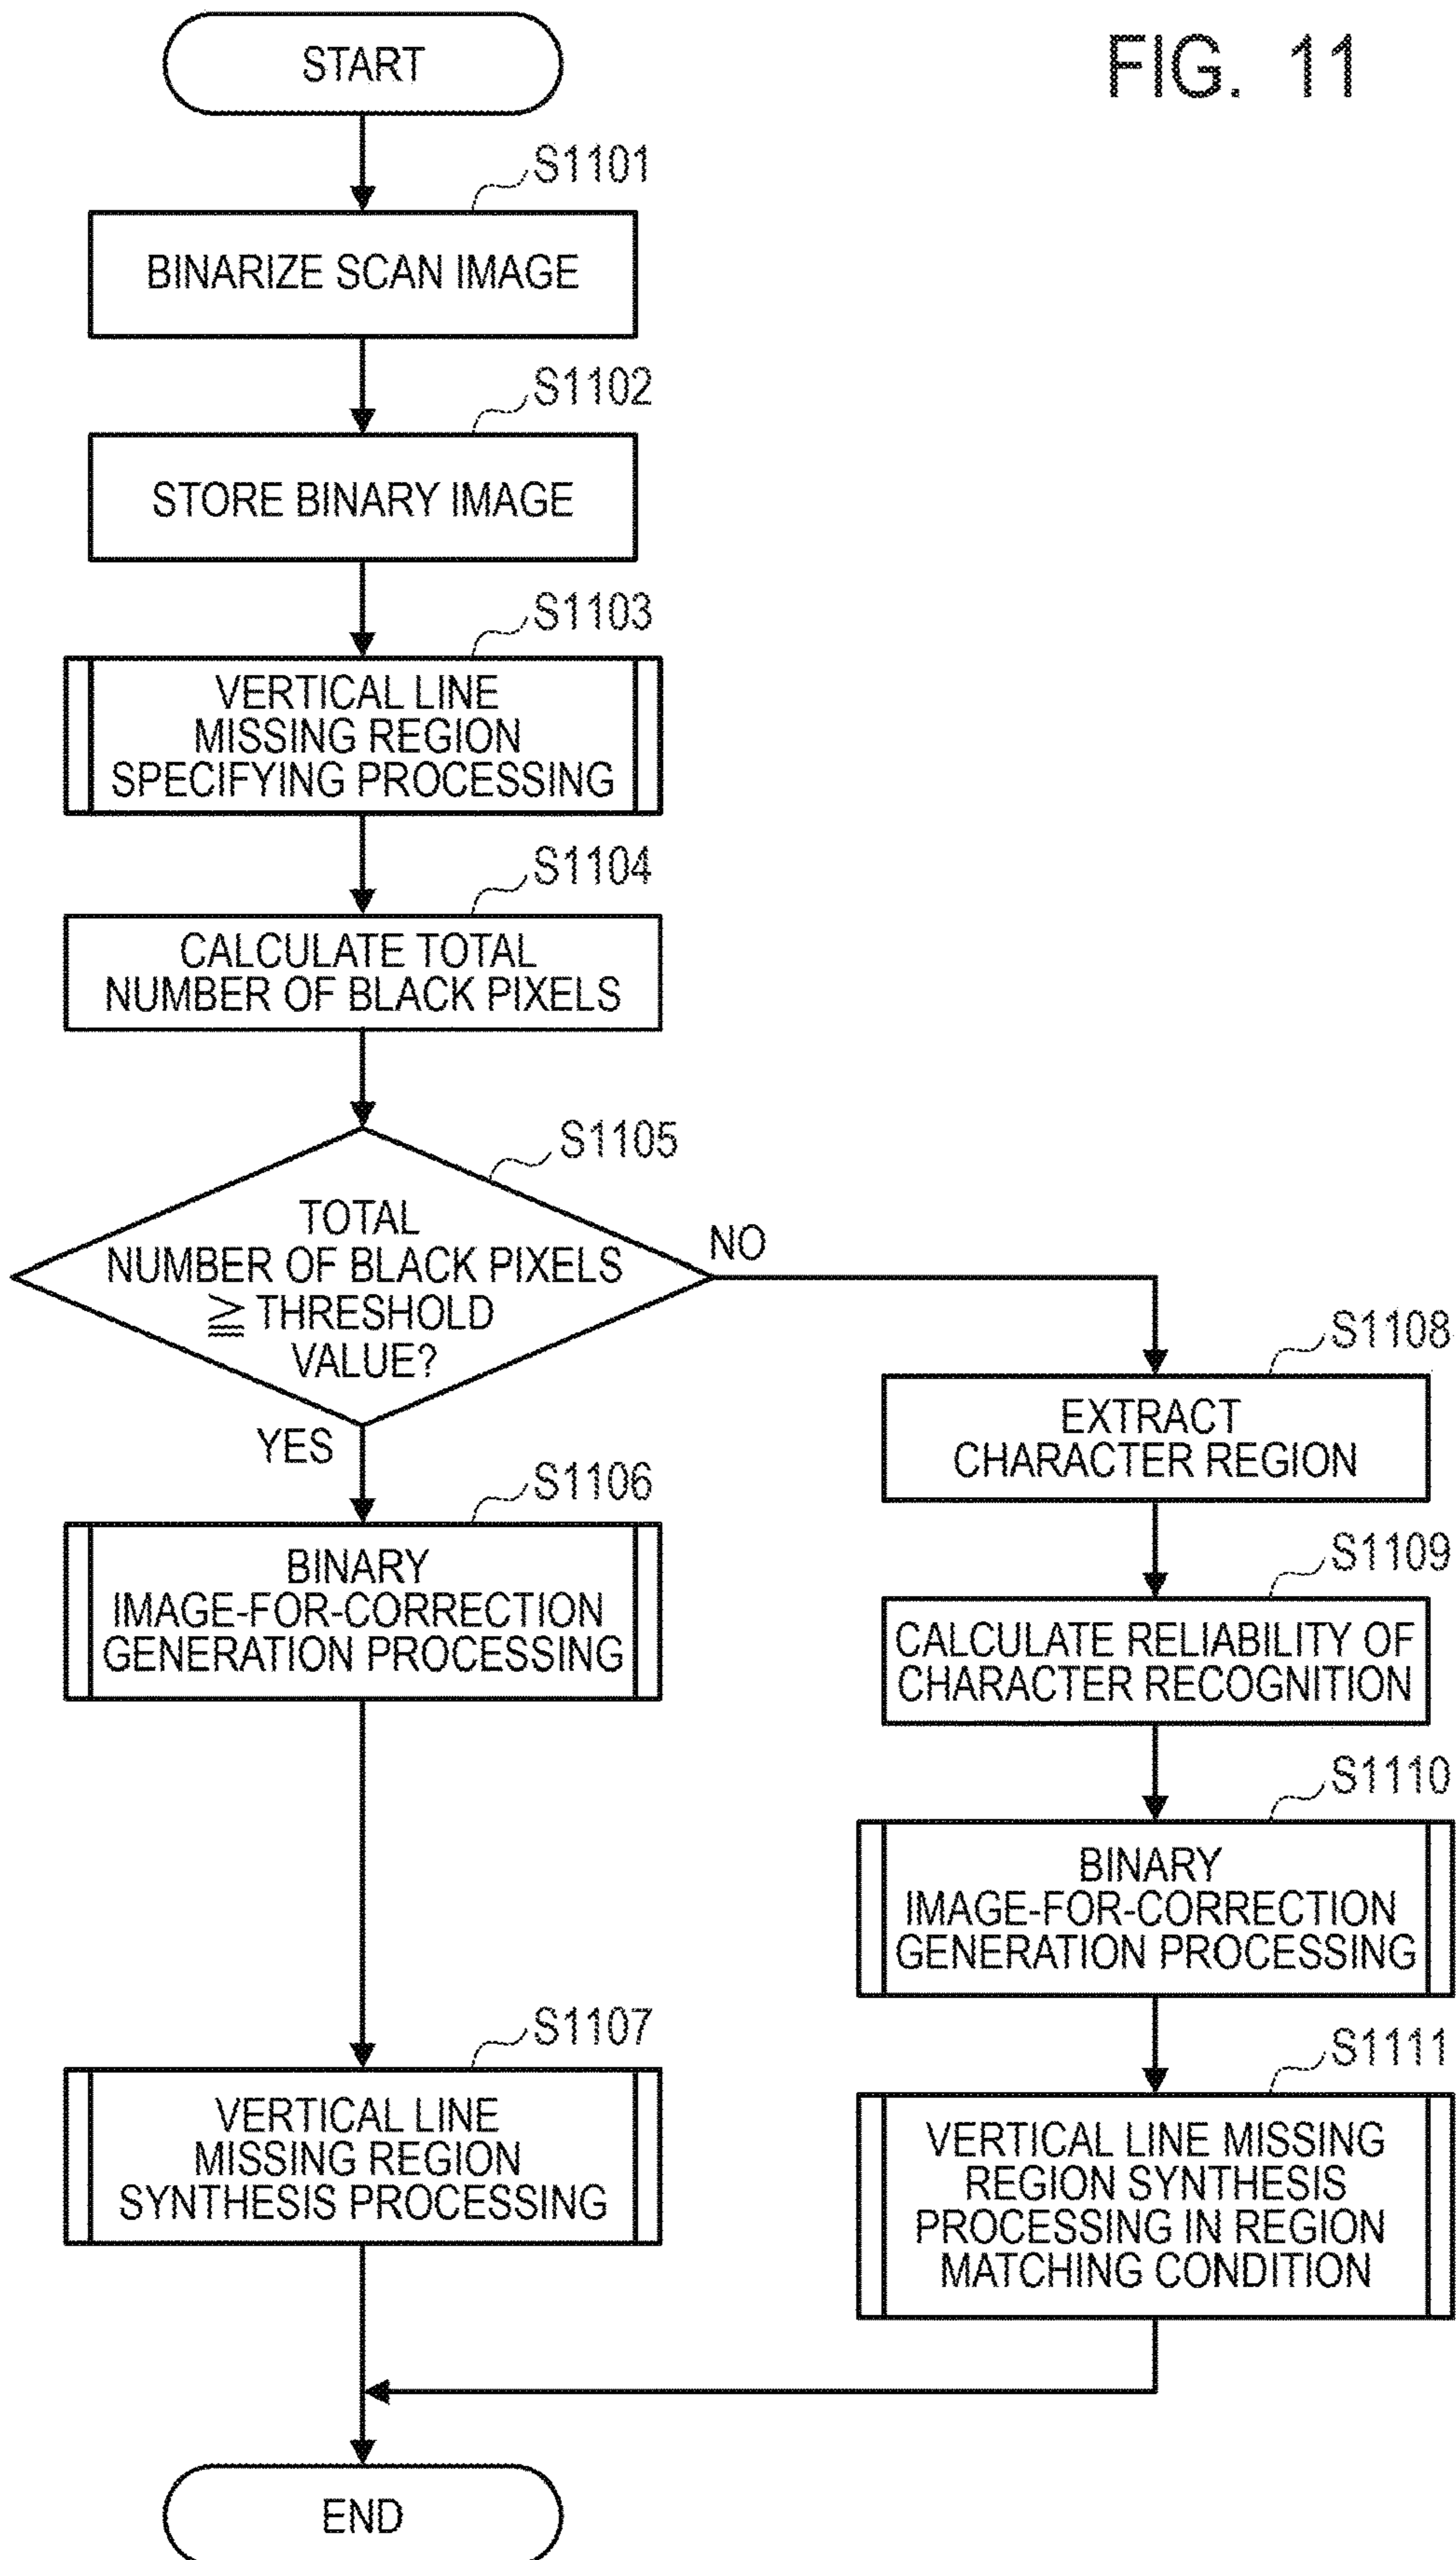 FIG. 11
START
S1101
BINARIZE SCAN IMAGE
S1102
STORE BINARY IMAGE
S1103
VERTICAL LINE
MISSING REGION
SPECIFYING PROCESSING
S1104
CALCULATE TOTAL
NUMBER OF BLACK PIXELS
S1105
TOTAL
NUMBER OF BLACK PIXELS
≧ THRESHOLD
VALUE?
NO
YES
S1106
BINARY
IMAGE-FOR-CORRECTION
GENERATION PROCESSING
S1107
VERTICAL LINE
MISSING REGION
SYNTHESIS PROCESSING
S1108
EXTRACT
CHARACTER REGION
S1109
CALCULATE RELIABILITY OF
CHARACTER RECOGNITION
S1110
BINARY
IMAGE-FOR-CORRECTION
GENERATION PROCESSING
S1111
VERTICAL LINE MISSING
REGION SYNTHESIS
PROCESSING IN REGION
MATCHING CONDITION
END